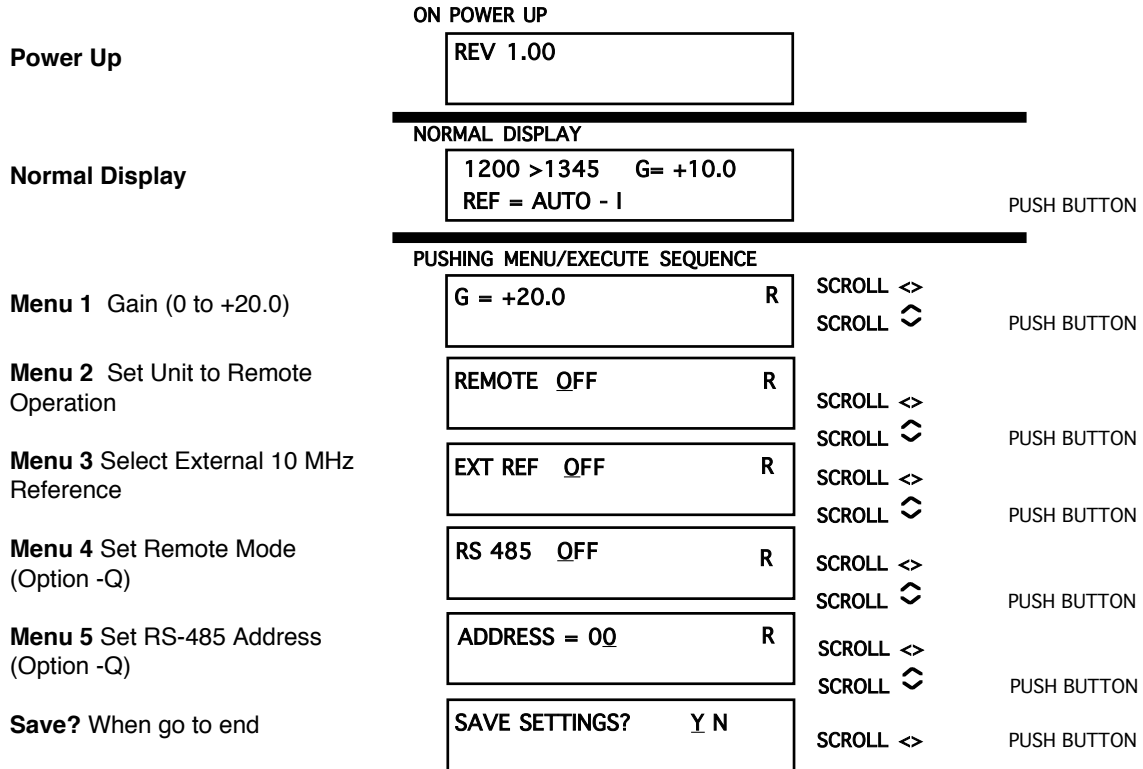 ON POWER UP
Power Up
REV 1.00
NORMAL DISPLAY
Normal Display
1200 >1345 G= +10.0
REF = AUTO - I
PUSH BUTTON
PUSHING MENU/EXECUTE SEQUENCE
Menu 1 Gain (0 to +20.0)
G = +20.0 R
SCROLL <>
SCROLL
PUSH BUTTON
Menu 2 Set Unit to Remote
Operation
REMOTE OFF R
SCROLL <>
SCROLL
PUSH BUTTON
Menu 3 Select External 10 MHz
Reference
EXT REF OFF R
SCROLL <>
SCROLL
PUSH BUTTON
Menu 4 Set Remote Mode
(Option -Q)
RS 485 OFF R
SCROLL <>
SCROLL
PUSH BUTTON
Menu 5 Set RS-485 Address
(Option -Q)
ADDRESS = 00 R
SCROLL <>
SCROLL
PUSH BUTTON
Save? When go to end
SAVE SETTINGS? Y N
SCROLL <>
PUSH BUTTON